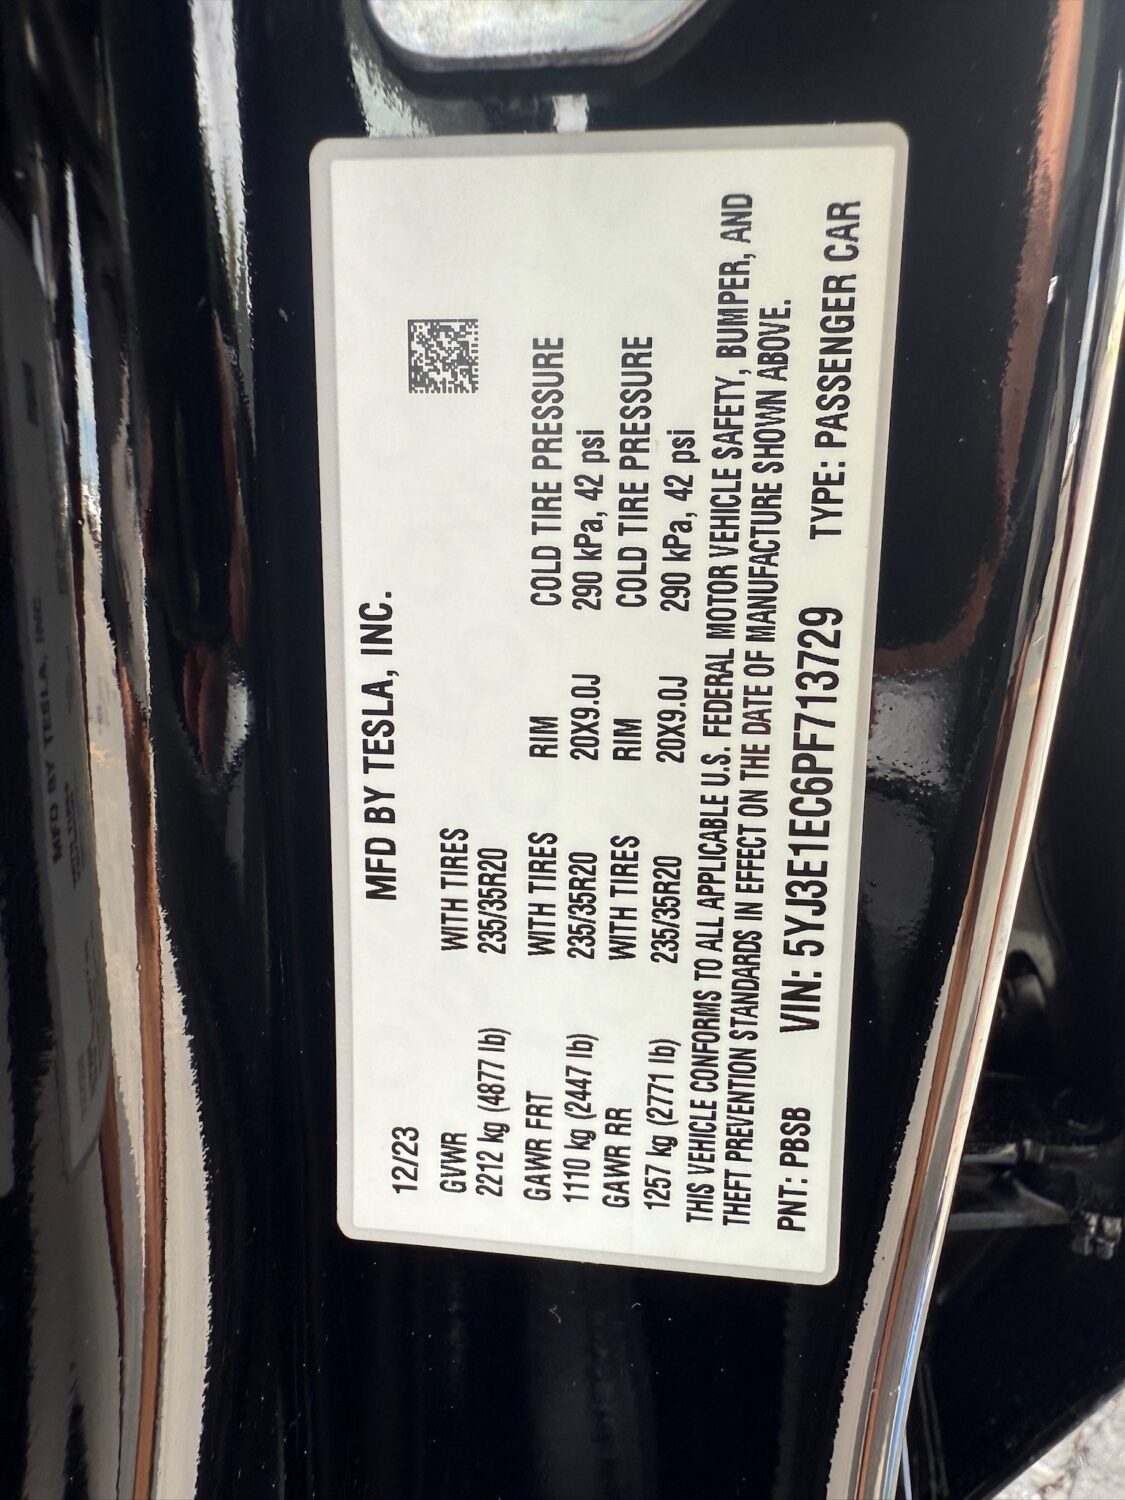 MFD BY TESLA, INC.
12/23
GVWR WITH TIRES
2212 kg (4877 lb) 235/35R20
GAWR FRT WITH TIRES RIM COLD TIRE PRESSURE
1110 kg (2447 lb) 235/35R20 20X9.0J 290 kPa, 42 psi
GAWR RR WITH TIRES RIM COLD TIRE PRESSURE
1257 kg (2771 lb) 235/35R20 20X9.0J 290 kPa, 42 psi
THIS VEHICLE CONFORMS TO ALL APPLICABLE U.S. FEDERAL MOTOR VEHICLE SAFETY, BUMPER, AND
THEFT PREVENTION STANDARDS IN EFFECT ON THE DATE OF MANUFACTURE SHOWN ABOVE.
PNT: PBSB VIN: 5YJ3E1EC6PF713729 TYPE: PASSENGER CAR
MFD BY TESLA, INC.